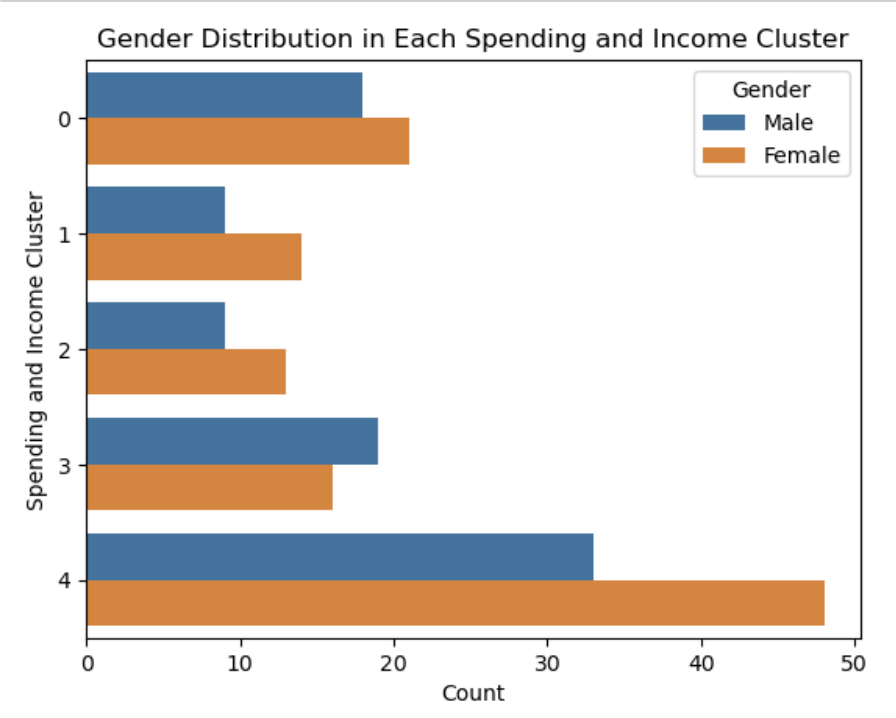 Gender Distribution in Each Spending and Income Cluster
Gender
Male
Female
Spending and Income Cluster
0
1
2
3
4
0 10 20 30 40 50
Count